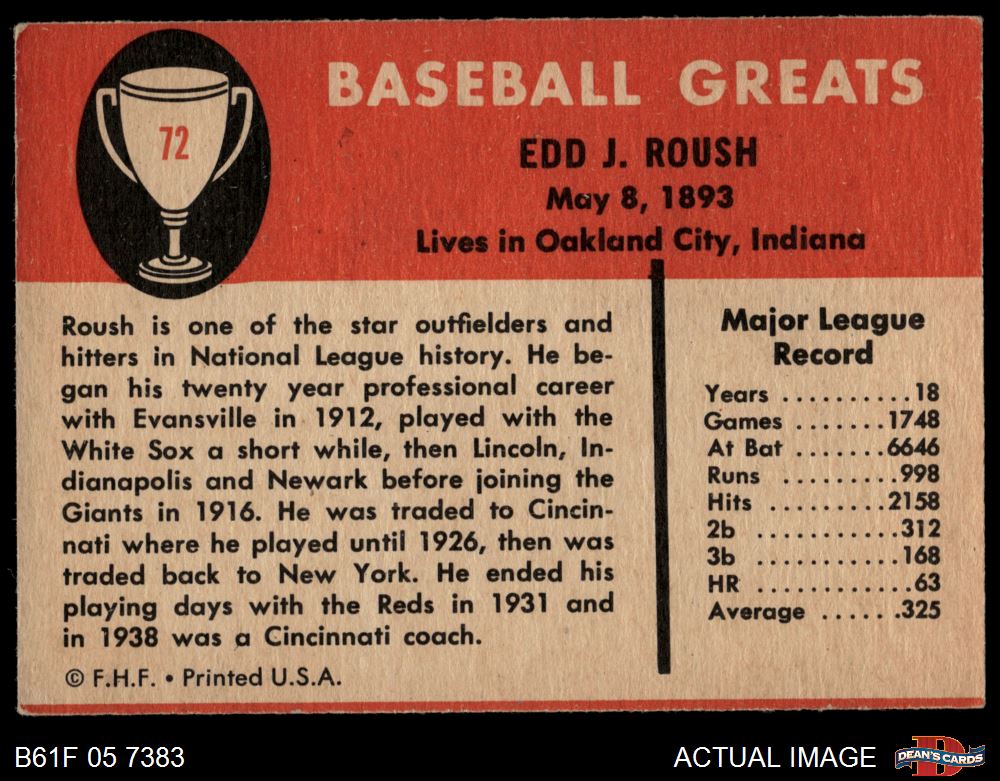 72
BASEBALL GREATS
EDD J. ROUSH
May 8, 1893
Lives in Oakland City, Indiana
Roush is one of the star outfielders and
hitters in National League history. He be-
gan his twenty year professional career
with Evansville in 1912, played with the
White Sox a short while, then Lincoln, In-
dianapolis and Newark before joining the
Giants in 1916. He was traded to Cincin-
nati where he played until 1926, then was
traded back to New York. He ended his
playing days with the Reds in 1931 and
in 1938 was a Cincinnati coach.
© F.H.F. • Printed U.S.A.
Major League
Record
Years ..........18
Games .......1748
At Bat .......6646
Runs .........998
Hits .........2158
2b ...........312
3b ...........168
HR ............63
Average ......325
B61F 05 7383
ACTUAL IMAGE
D
DEAN'S CARDS